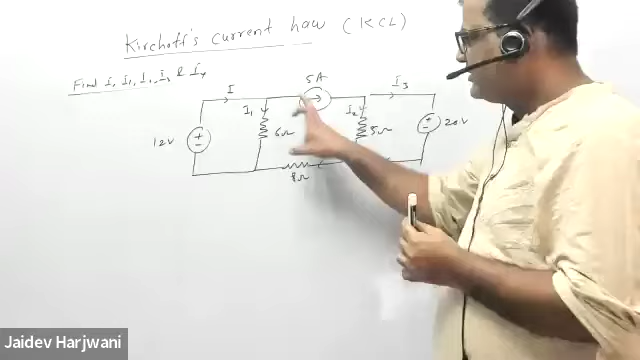 Kirchoff's Current Law (KCL)
Find I, I₁, I₂, I₃ & I₄
5A
I
I₁
I₂
I₃
12V
+
-
6Ω
5Ω
20V
+
-
8Ω
Jaidev Harjwani